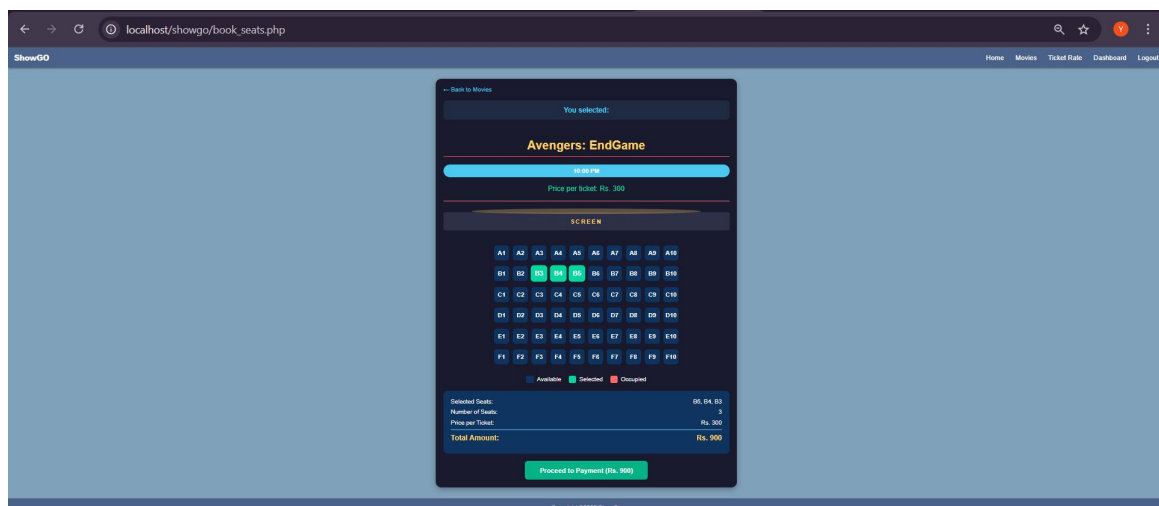 localhost/showgo/book_seats.php
Y
ShowGO Home Movies Ticket Rate Dashboard Logout
← Back to Movies
You selected:
Avengers: EndGame
10:00 PM
Price per ticket: Rs. 300
SCREEN
A1 A2 A3 A4 A5 A6 A7 A8 A9 A10
B1 B2 B3 B4 B5 B6 B7 B8 B9 B10
C1 C2 C3 C4 C5 C6 C7 C8 C9 C10
D1 D2 D3 D4 D5 D6 D7 D8 D9 D10
E1 E2 E3 E4 E5 E6 E7 E8 E9 E10
F1 F2 F3 F4 F5 F6 F7 F8 F9 F10
Available Selected Occupied
Selected Seats: B5, B4, B3
Number of Seats: 3
Price per Ticket: Rs. 300
Total Amount: Rs. 900
Proceed to Payment (Rs. 900)